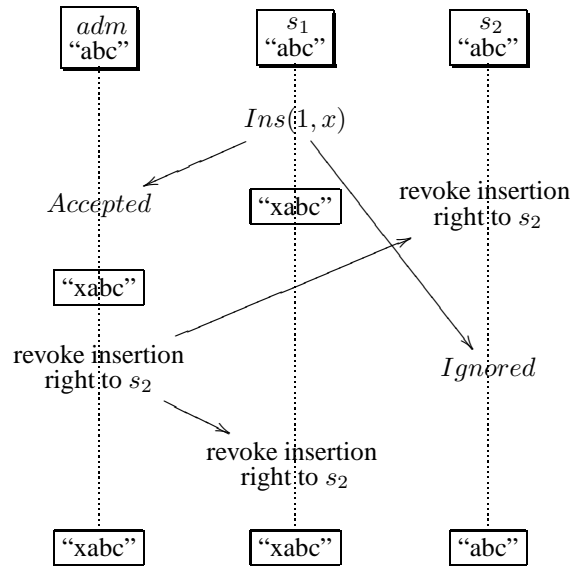 adm
“abc”
s₁
“abc”
s₂
“abc”
Ins(1, x)
Accepted
“xabc”
revoke insertion
right to s₂
“xabc”
revoke insertion
right to s₂
Ignored
revoke insertion
right to s₂
“xabc”
“xabc”
“abc”